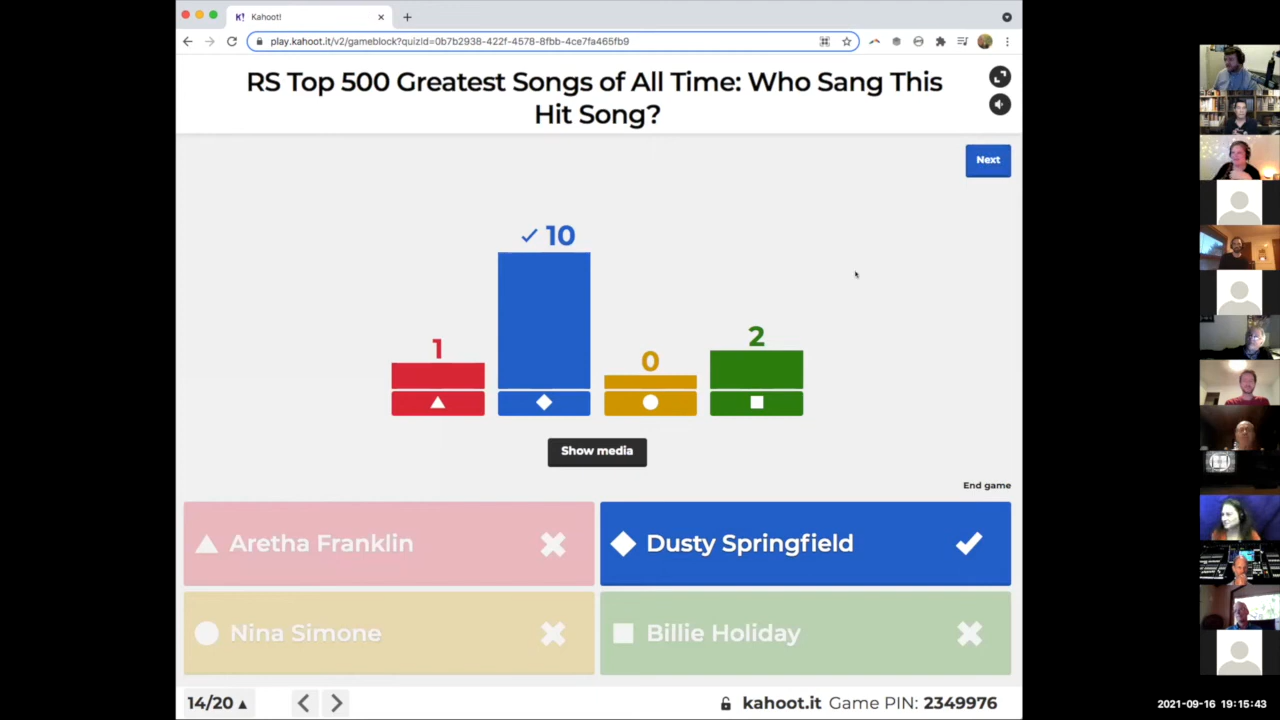 K! Kahoot!
play.kahoot.it/v2/gameblock?quizid=0b7b2938-422f-4578-8fbb-4ce7fa465fb9
RS Top 500 Greatest Songs of All Time: Who Sang This
Hit Song?
Next
1
10
0
2
Show media
End game
Aretha Franklin
Dusty Springfield
Nina Simone
Billie Holiday
14/20
kahoot.it Game PIN: 2349976
2021-09-16 19:15:43